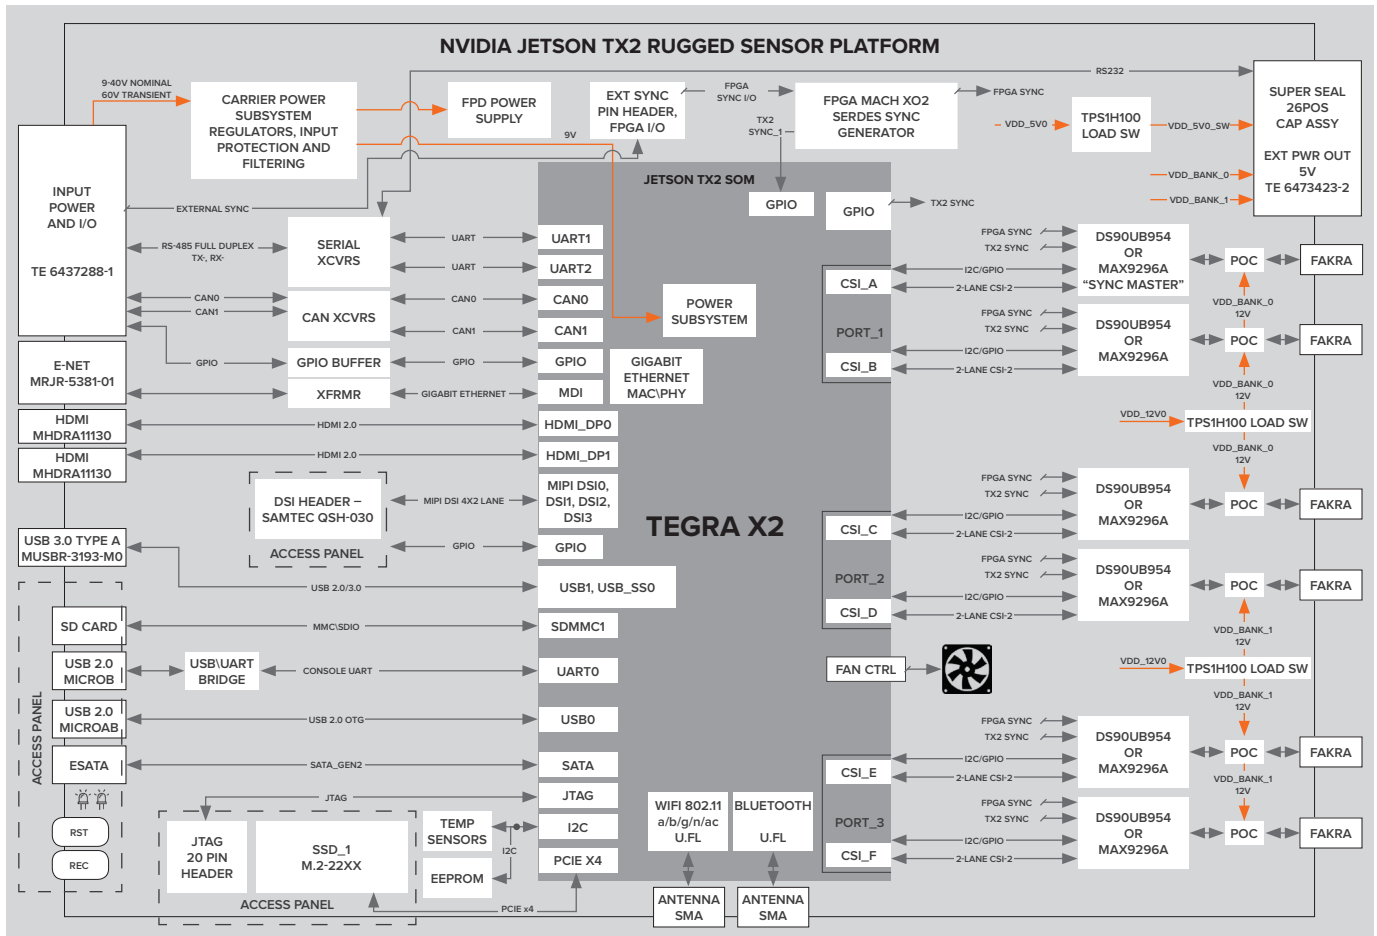 NVIDIA JETSON TX2 RUGGED SENSOR PLATFORM
9-40V NOMINAL
60V TRANSIENT
CARRIER POWER
SUBSYSTEM
REGULATORS, INPUT
PROTECTION AND
FILTERING
FPD POWER
SUPPLY
9V
EXT SYNC
PIN HEADER,
FPGA I/O
FPGA
SYNC I/O
TX2
SYNC_1
FPGA MACH XO2
SERDES SYNC
GENERATOR
RS232
FPGA SYNC
VDD_5V0
TPS1H100
LOAD SW
VDD_5V0_SW
VDD_BANK_0
VDD_BANK_1
SUPER SEAL
26POS
CAP ASSY
EXT PWR OUT
5V
TE 6473423-2
INPUT
POWER
AND I/O
TE 6437288-1
EXTERNAL SYNC
RS-485 FULL DUPLEX
TX-, RX-
CAN0
CAN1
GPIO
SERIAL
XCVRS
CAN XCVRS
GPIO BUFFER
XFRMR
UART
UART
CAN0
CAN1
GPIO
GIGABIT ETHERNET
E-NET
MRJR-5381-01
HDMI
MHDRA11130
HDMI
MHDRA11130
HDMI 2.0
HDMI 2.0
DSI HEADER –
SAMTEC QSH-030
ACCESS PANEL
MIPI DSI 4X2 LANE
GPIO
USB 3.0 TYPE A
MUSBR-3193-M0
USB 2.0/3.0
ACCESS PANEL
SD CARD
MMC\SDIO
USB 2.0
MICROB
USB\UART
BRIDGE
CONSOLE UART
USB 2.0
MICROAB
USB 2.0 OTG
ESATA
SATA_GEN2
RST
REC
JTAG
JTAG
20 PIN
HEADER
SSD_1
M.2-22XX
ACCESS PANEL
TEMP
SENSORS
EEPROM
I2C
PCIE x4
JETSON TX2 SOM
GPIO
GPIO
TX2 SYNC
UART1
UART2
CAN0
CAN1
GPIO
MDI
HDMI_DP0
HDMI_DP1
MIPI DSI0,
DSI1, DSI2,
DSI3
GPIO
USB1, USB_SS0
SDMMC1
UART0
USB0
SATA
JTAG
I2C
PCIE X4
POWER
SUBSYSTEM
GIGABIT
ETHERNET
MAC\PHY
TEGRA X2
WIFI 802.11
a/b/g/n/ac
U.FL
BLUETOOTH
U.FL
ANTENNA
SMA
ANTENNA
SMA
CSI_A
PORT_1
CSI_B
CSI_C
PORT_2
CSI_D
FAN CTRL
CSI_E
PORT_3
CSI_F
FPGA SYNC
TX2 SYNC
I2C/GPIO
2-LANE CSI-2
DS90UB954
OR
MAX9296A
“SYNC MASTER”
POC
FAKRA
VDD_BANK_0
12V
FPGA SYNC
TX2 SYNC
I2C/GPIO
2-LANE CSI-2
DS90UB954
OR
MAX9296A
POC
FAKRA
VDD_BANK_0
12V
VDD_12V0
TPS1H100 LOAD SW
VDD_BANK_0
12V
FPGA SYNC
TX2 SYNC
I2C/GPIO
2-LANE CSI-2
DS90UB954
OR
MAX9296A
POC
FAKRA
FPGA SYNC
TX2 SYNC
I2C/GPIO
2-LANE CSI-2
DS90UB954
OR
MAX9296A
POC
FAKRA
VDD_BANK_1
12V
VDD_12V0
TPS1H100 LOAD SW
VDD_BANK_1
12V
FPGA SYNC
TX2 SYNC
I2C/GPIO
2-LANE CSI-2
DS90UB954
OR
MAX9296A
POC
FAKRA
VDD_BANK_1
12V
FPGA SYNC
TX2 SYNC
I2C/GPIO
2-LANE CSI-2
DS90UB954
OR
MAX9296A
POC
FAKRA